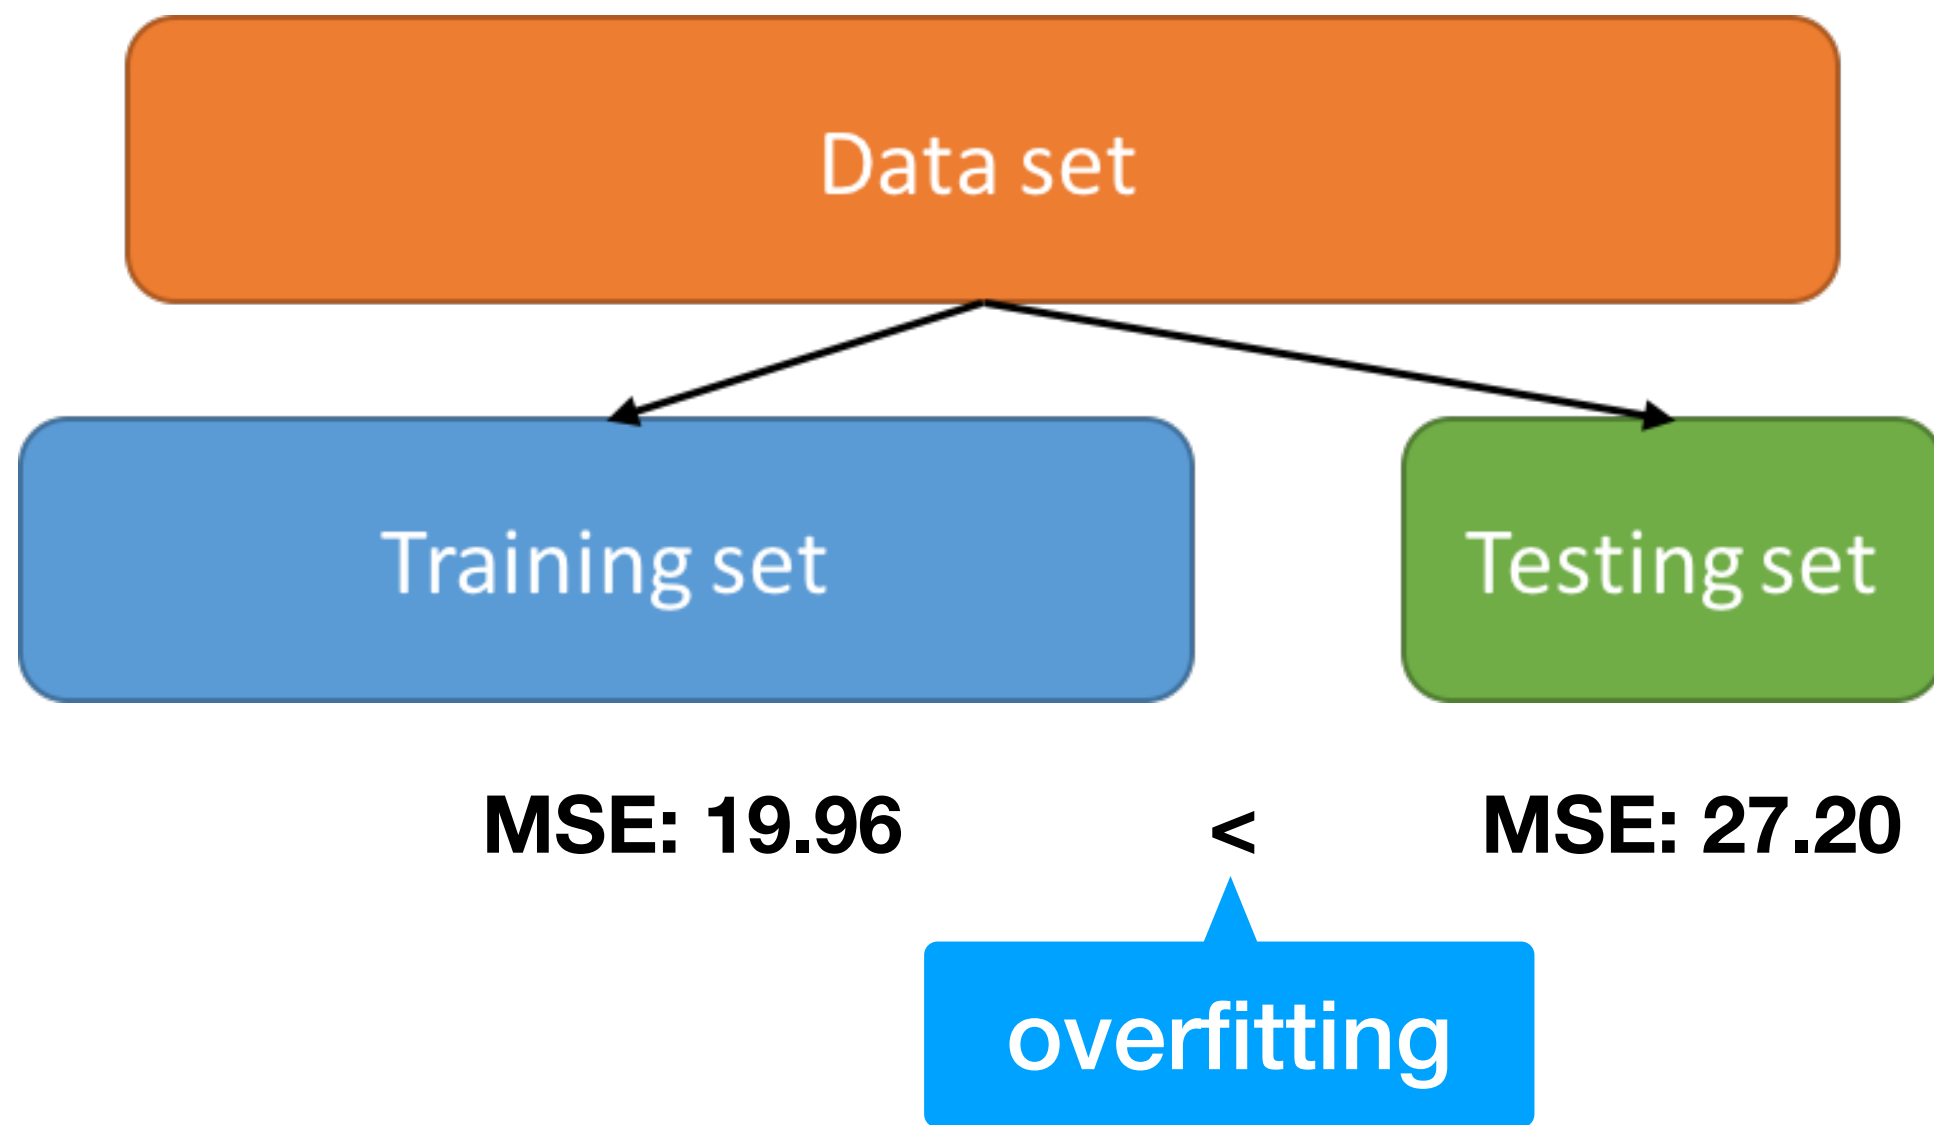 Data set
Training set
Testing set
MSE: 19.96 < MSE: 27.20
overfitting